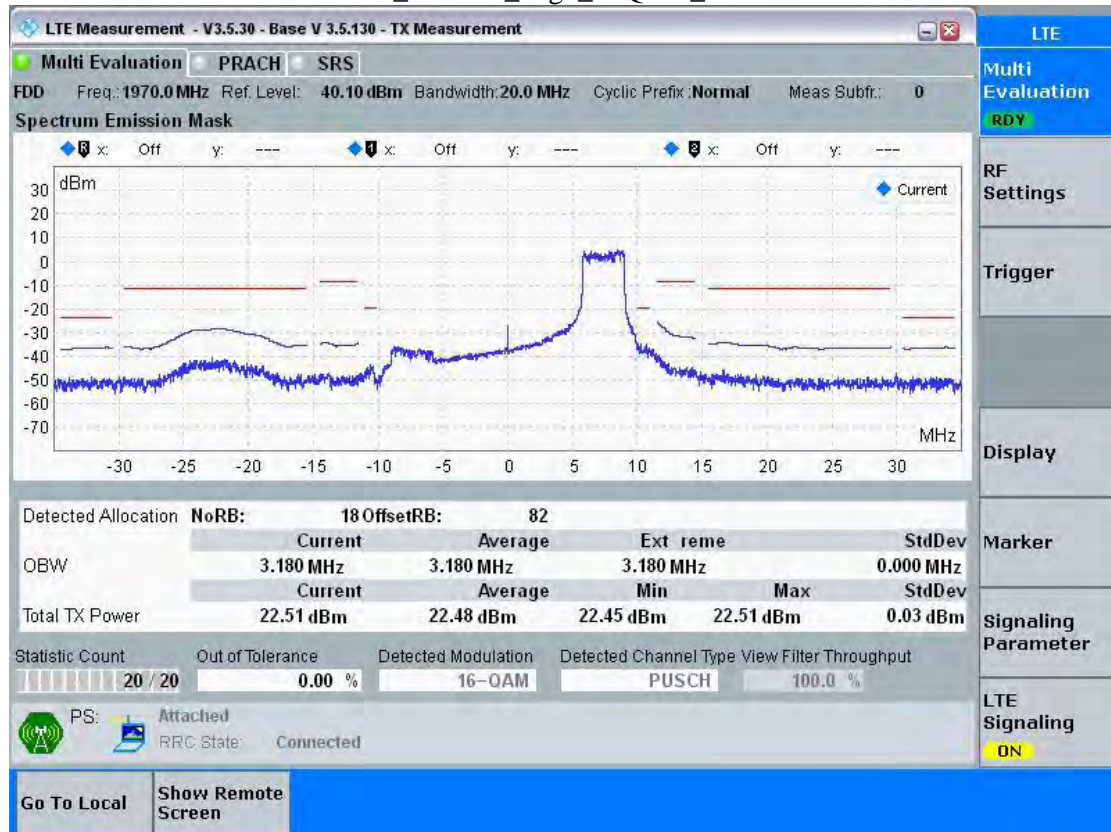 LTE Measurement - V3.5.30 - Base V 3.5.130 - TX Measurement
Multi Evaluation PRACH SRS
FDD Freq.: 1970.0 MHz Ref. Level: 40.10 dBm Bandwidth: 20.0 MHz Cyclic Prefix : Normal Meas Subfr.: 0
Spectrum Emission Mask
R x: Off y: --- 1 x: Off y: --- 2 x: Off y: ---
dBm
Current
30
20
10
0
-10
-20
-30
-40
-50
-60
-70
MHz
-30 -25 -20 -15 -10 -5 0 5 10 15 20 25 30
Detected Allocation NoRB: 18 OffsetRB: 82
Current Average Ext reme StdDev
OBW 3.180 MHz 3.180 MHz 3.180 MHz 0.000 MHz
Current Average Min Max StdDev
Total TX Power 22.51 dBm 22.48 dBm 22.45 dBm 22.51 dBm 0.03 dBm
Statistic Count Out of Tolerance Detected Modulation Detected Channel Type View Filter Throughput
20 / 20 0.00 % 16-QAM PUSCH 100.0 %
PS: Attached
RRC State: Connected
Go To Local
Show Remote
Screen
LTE
Multi
Evaluation
RDY
RF
Settings
Trigger
Display
Marker
Signaling
Parameter
LTE
Signaling
ON